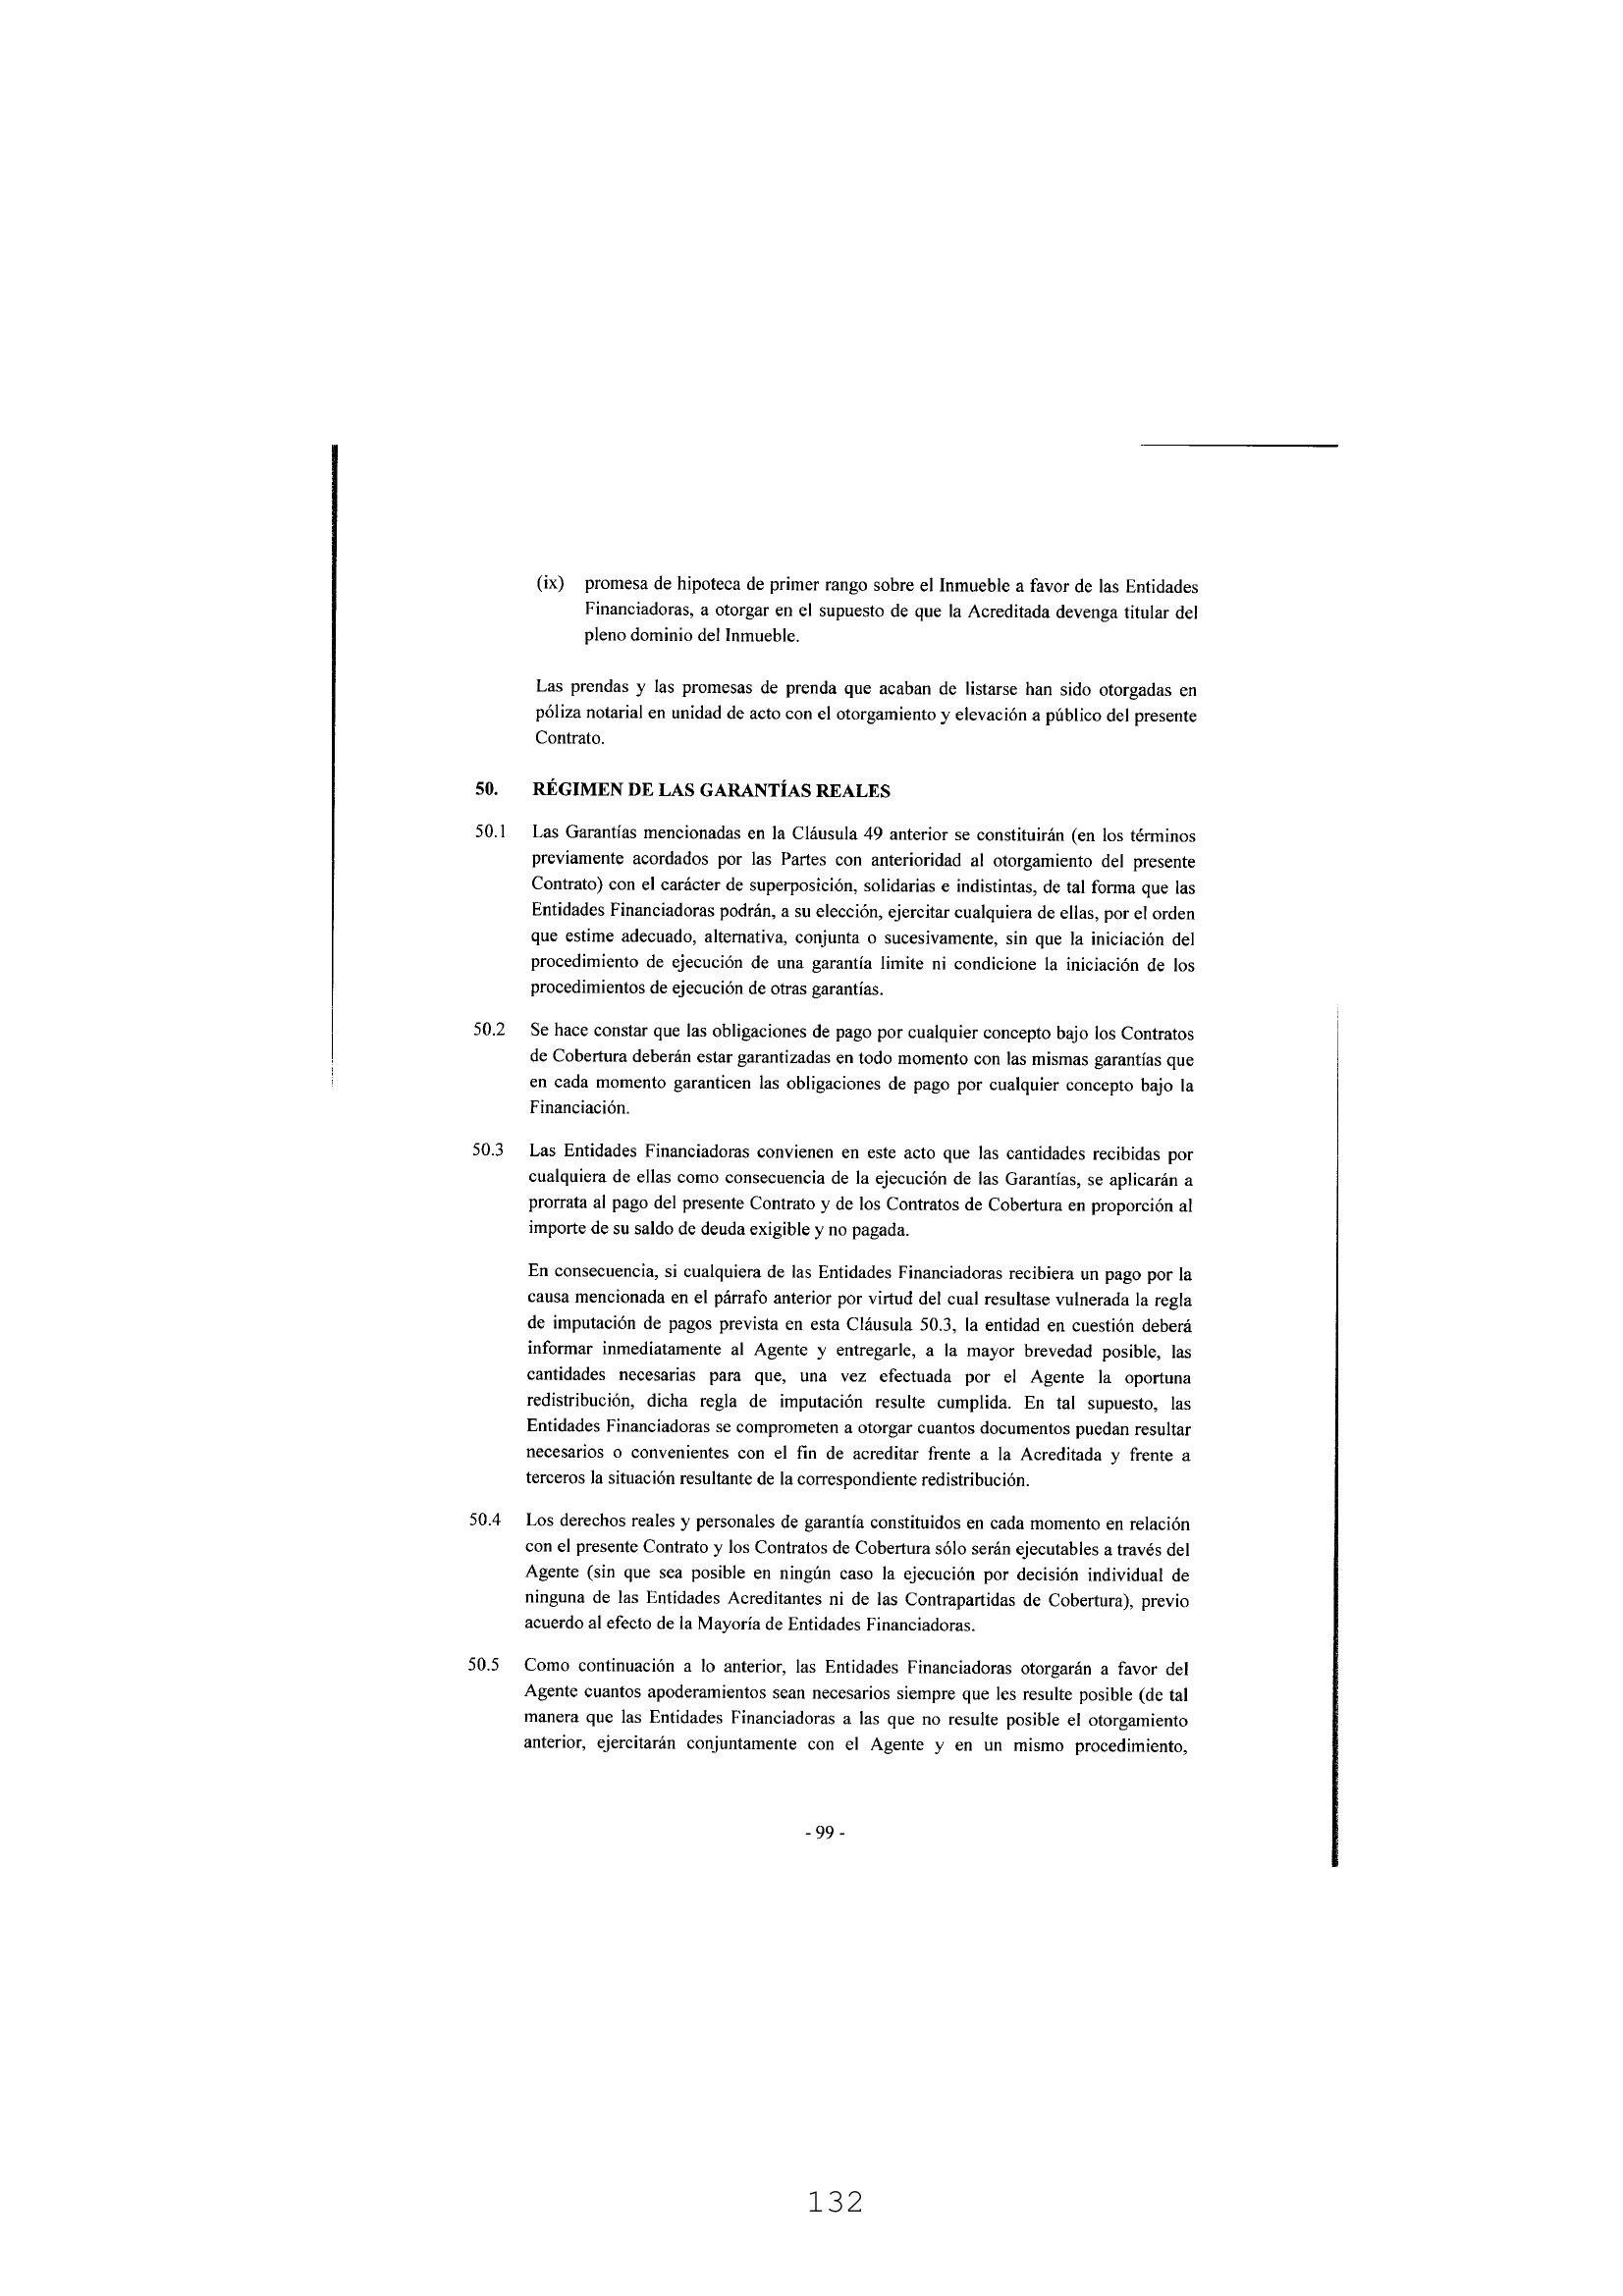 (ix) promesa de hipoteca de primer rango sobre el Inmueble a favor de las Entidades
Financiadoras, a otorgar en el supuesto de que la Acreditada devenga titular del
pleno dominio del Inmueble.
Las prendas y las promesas de prenda que acaban de listarse han sido otorgadas en
póliza notarial en unidad de acto con el otorgamiento y elevación a público del presente
Contrato.
50. RÉGIMEN DE LAS GARANTÍAS REALES
50.1 Las Garantías mencionadas en la Cláusula 49 anterior se constituirán (en los términos
previamente acordados por las Partes con anterioridad al otorgamiento del presente
Contrato) con el carácter de superposición, solidarias e indistintas, de tal forma que las
Entidades Financiadoras podrán, a su elección, ejercitar cualquiera de ellas, por el orden
que estime adecuado, alternativa, conjunta o sucesivamente, sin que la iniciación del
procedimiento de ejecución de una garantía limite ni condicione la iniciación de los
procedimientos de ejecución de otras garantías.
50.2 Se hace constar que las obligaciones de pago por cualquier concepto bajo los Contratos
de Cobertura deberán estar garantizadas en todo momento con las mismas garantías que
en cada momento garanticen las obligaciones de pago por cualquier concepto bajo la
Financiación.
50.3 Las Entidades Financiadoras convienen en este acto que las cantidades recibidas por
cualquiera de ellas como consecuencia de la ejecución de las Garantías, se aplicarán a
prorrata al pago del presente Contrato y de los Contratos de Cobertura en proporción al
importe de su saldo de deuda exigible y no pagada.
En consecuencia, si cualquiera de las Entidades Financiadoras recibiera un pago por la
causa mencionada en el párrafo anterior por virtud del cual resultase vulnerada la regla
de imputación de pagos prevista en esta Cláusula 50.3, la entidad en cuestión deberá
informar inmediatamente al Agente y entregarle, a la mayor brevedad posible, las
cantidades necesarias para que, una vez efectuada por el Agente la oportuna
redistribución, dicha regla de imputación resulte cumplida. En tal supuesto, las
Entidades Financiadoras se comprometen a otorgar cuantos documentos puedan resultar
necesarios o convenientes con el fin de acreditar frente a la Acreditada y frente a
terceros la situación resultante de la correspondiente redistribución.
50.4 Los derechos reales y personales de garantía constituidos en cada momento en relación
con el presente Contrato y los Contratos de Cobertura sólo serán ejecutables a través del
Agente (sin que sea posible en ningún caso la ejecución por decisión individual de
ninguna de las Entidades Acreditantes ni de las Contrapartidas de Cobertura), previo
acuerdo al efecto de la Mayoría de Entidades Financiadoras.
50.5 Como continuación a lo anterior, las Entidades Financiadoras otorgarán a favor del
Agente cuantos apoderamientos sean necesarios siempre que les resulte posible (de tal
manera que las Entidades Financiadoras a las que no resulte posible el otorgamiento
anterior, ejercitarán conjuntamente con el Agente y en un mismo procedimiento,
- 99 -
132